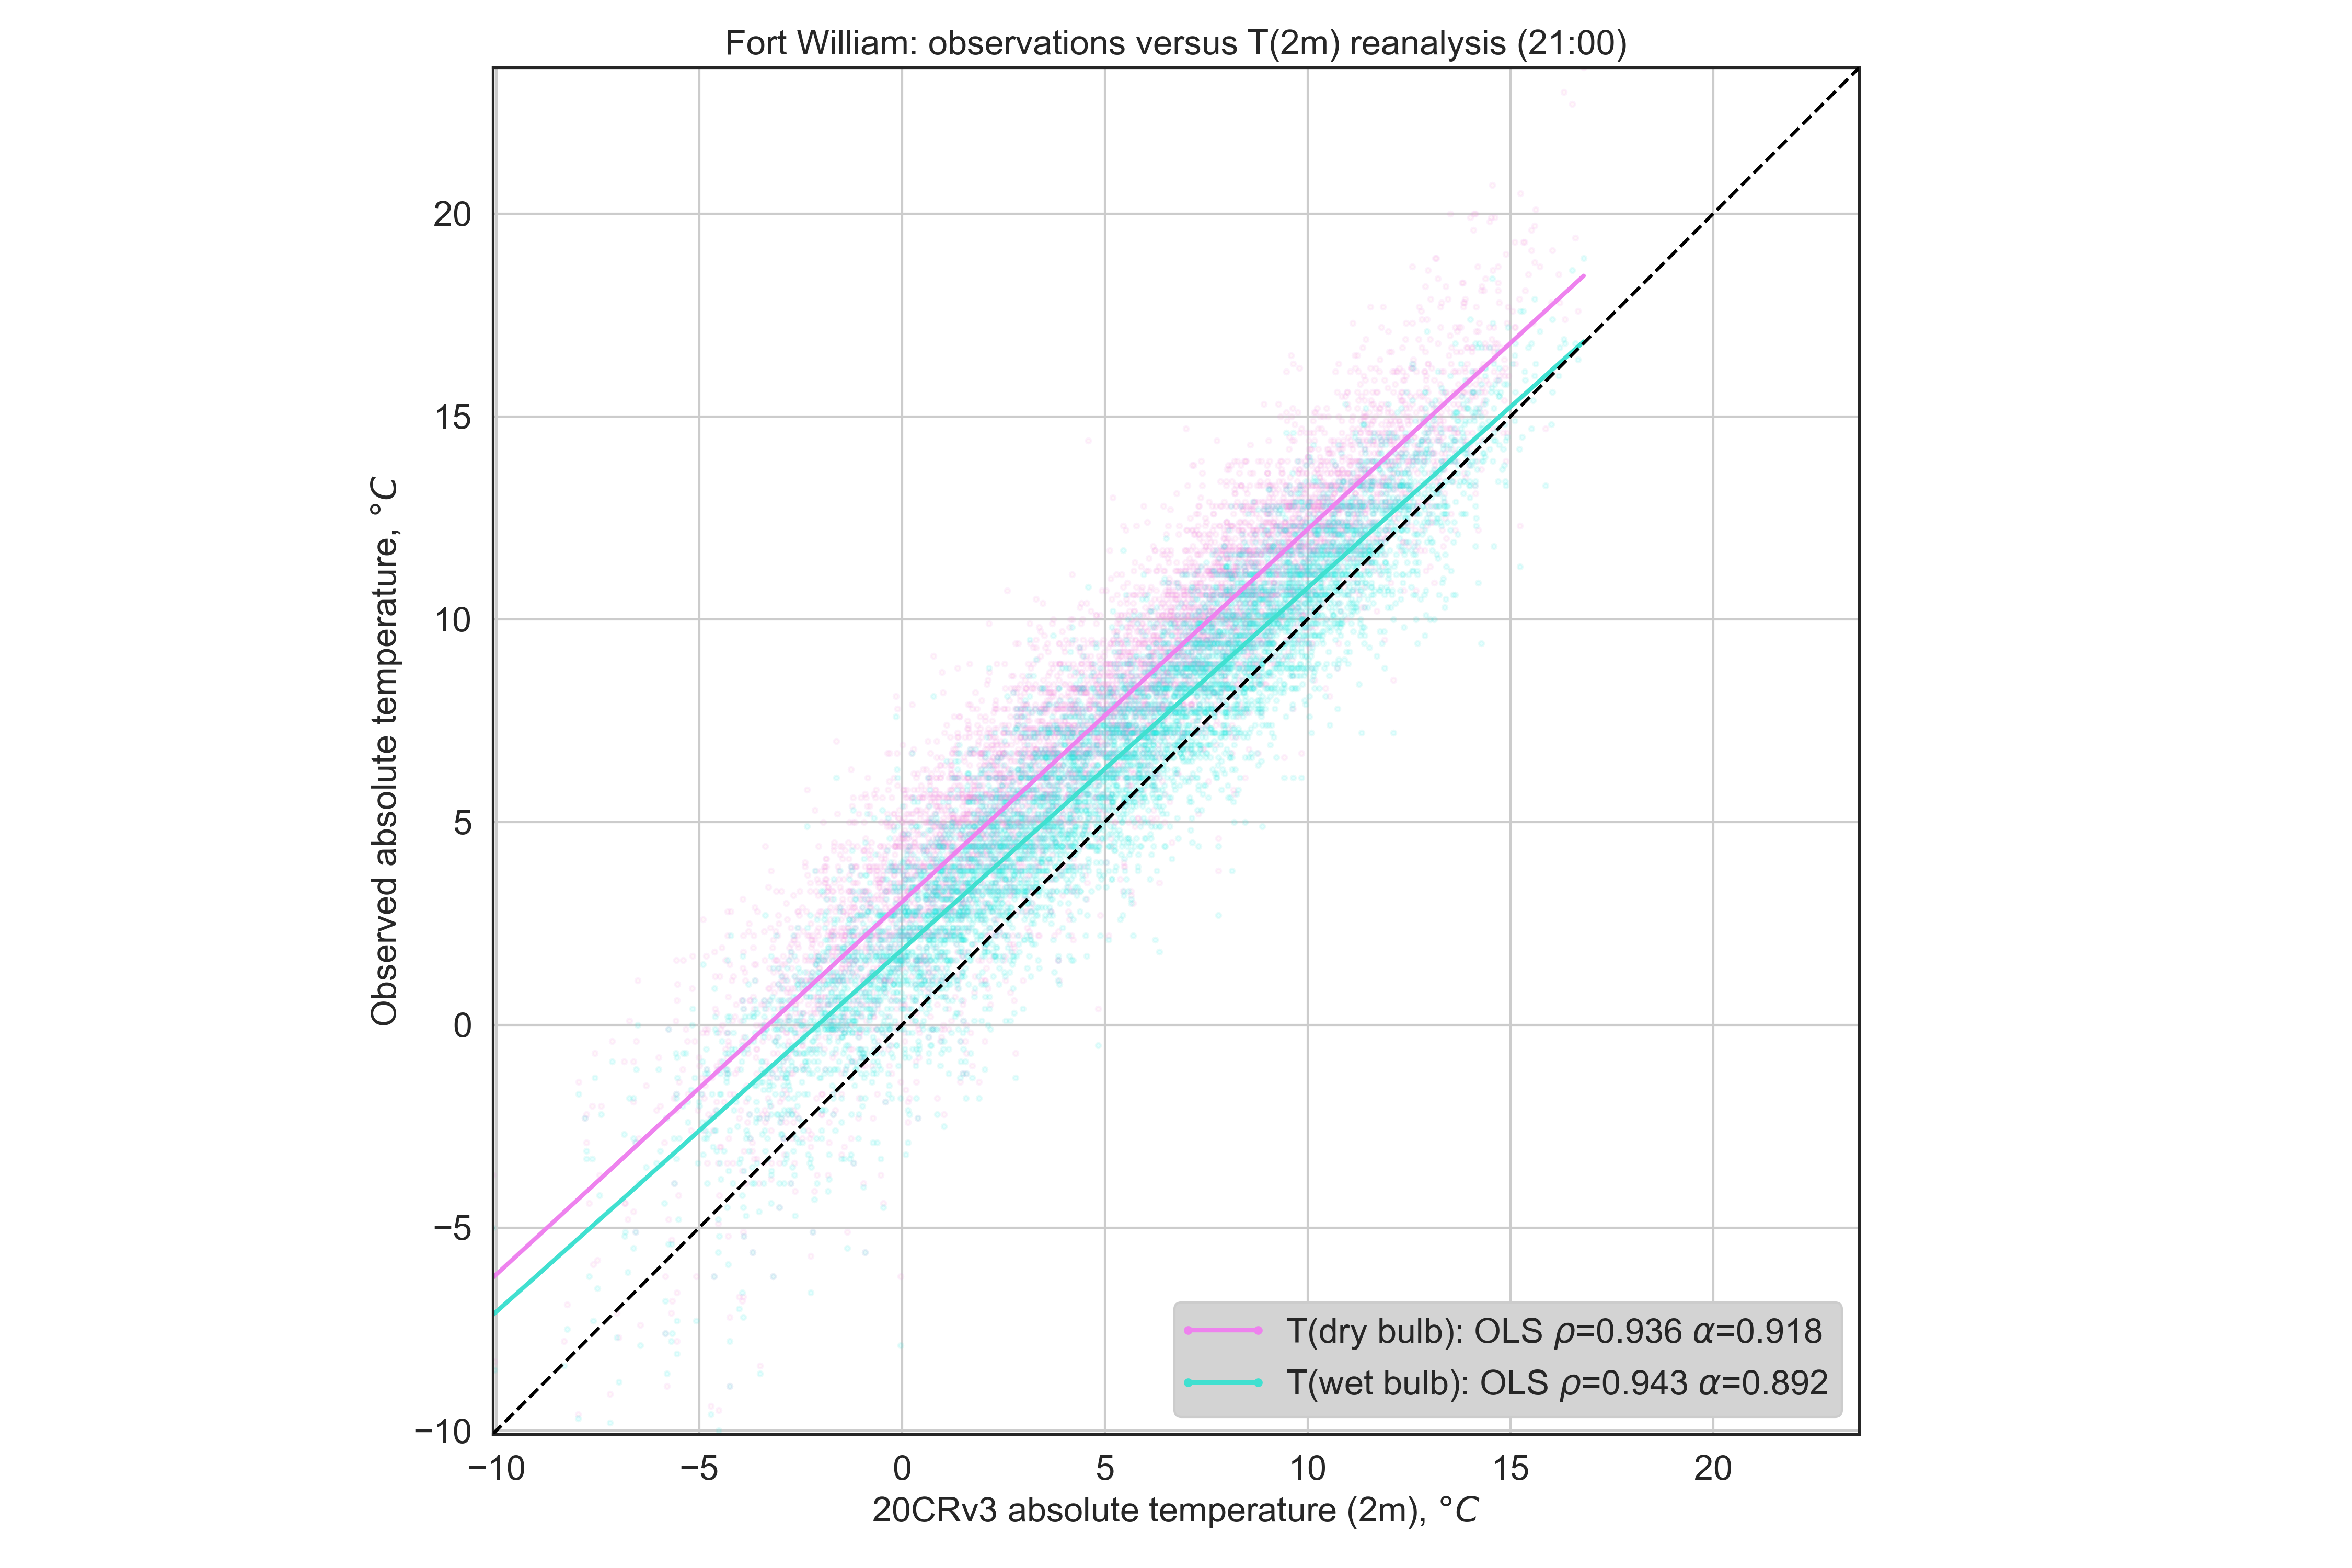 Fort William: observations versus T(2m) reanalysis (21:00)
20
15
10
5
0
−5
−10
Observed absolute temperature, °C
T(dry bulb): OLS ρ=0.936 α=0.918
T(wet bulb): OLS ρ=0.943 α=0.892
−10 −5 0 5 10 15 20
20CRv3 absolute temperature (2m), °C